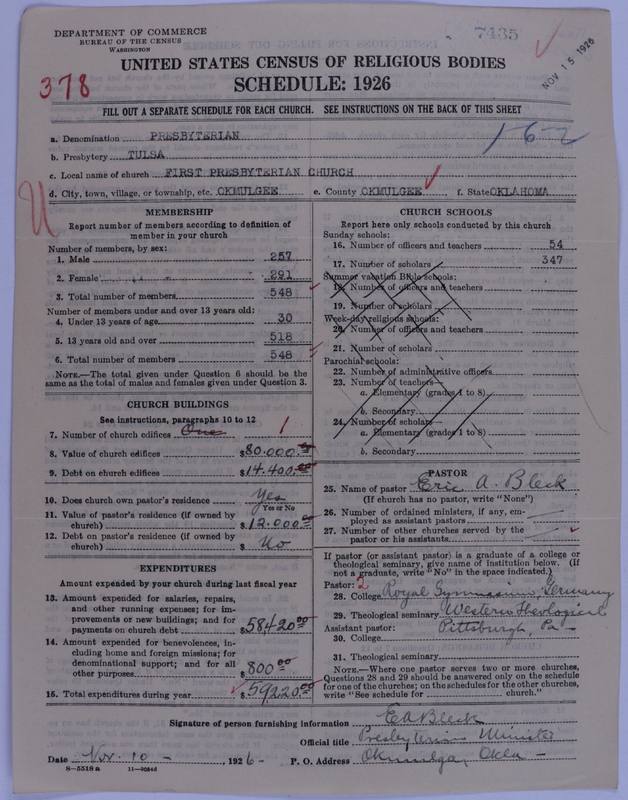 DEPARTMENT OF COMMERCE
BUREAU OF THE CENSUS
WASHINGTON
7435
NOV 15 1926
UNITED STATES CENSUS OF RELIGIOUS BODIES
SCHEDULE: 1926
378
FILL OUT A SEPARATE SCHEDULE FOR EACH CHURCH. SEE INSTRUCTIONS ON THE BACK OF THIS SHEET
a. Denomination PRESBYTERIAN
1-62
b. Presbytery TULSA
c. Local name of church FIRST PRESBYTERIAN CHURCH
d. City, town, village, or township, etc. OKMULGEE e. County OKMULGEE f. State OKLAHOMA
U
MEMBERSHIP
Report number of members according to definition of
member in your church
Number of members, by sex:
1. Male 257
2. Female 291
3. Total number of members 548
Number of members under and over 13 years old:
4. Under 13 years of age 30
5. 13 years old and over 518
6. Total number of members 548
NOTE.—The total given under Question 6 should be
same as the total of males and females given under Question 3.
CHURCH BUILDINGS
See instructions, paragraphs 10 to 12
7. Number of church edifices One 1
8. Value of church edifices $80.000.00
9. Debt on church edifices $14.400.00
10. Does church own pastor's residence Yes
Yes or No
11. Value of pastor's residence (if owned by
church) $12.000.00
12. Debt on pastor's residence (if owned by
church) $ No
EXPENDITURES
Amount expended by your church during last fiscal year
13. Amount expended for salaries, repairs,
and other running expenses; for im-
provements or new buildings; and for
payments on church debt $58,420 00
14. Amount expended for benevolences, in-
cluding home and foreign missions; for
denominational support; and for all
other purposes $800 00
15. Total expenditures during year $59220 00
CHURCH SCHOOLS
Report here only schools conducted by this church
Sunday schools:
16. Number of officers and teachers 54
17. Number of scholars 347
Summer vacation Bible schools:
18. Number of officers and teachers
19. Number of scholars
Week-day religious schools:
20. Number of officers and teachers
21. Number of scholars
Parochial schools:
22. Number of administrative officers
23. Number of teachers—
a. Elementary (grades 1 to 8)
b. Secondary
24. Number of scholars—
a. Elementary (grades 1 to 8)
b. Secondary
PASTOR
25. Name of pastor Eric A. Bleck
(If church has no pastor, write "None")
26. Number of ordained ministers, if any, em-
ployed as assistant pastors
27. Number of other churches served by the
pastor or his assistants
If pastor (or assistant pastor) is a graduate of a college or
theological seminary, give name of institution below. (If
not a graduate, write "No" in the space indicated.)
Pastor: 2
28. College Royal Gymnasium, Germany
29. Theological seminary Western Theological
Assistant pastor: Pittsburgh, Pa -
30. College
31. Theological seminary
NOTE.—Where one pastor serves two or more churches,
Questions 28 and 29 should be answered only on the schedule
for one of the churches; on the schedules for the other churches,
write "See schedule for church."
Signature of person furnishing information E A Bleck
Official title Presbyterian Minister
Date Nov. 10 - 1926 - P. O. Address Okmulgee, Okla -
8-5518 a